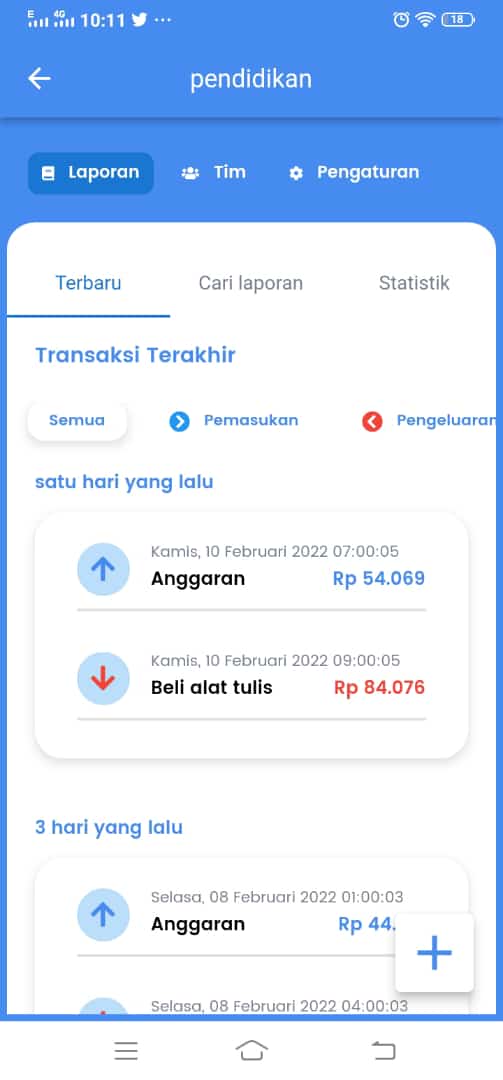 E 4G 10:11 ... 18
pendidikan
Laporan Tim Pengaturan
Terbaru Cari laporan Statistik
Transaksi Terakhir
Semua Pemasukan Pengeluaran
satu hari yang lalu
Kamis, 10 Februari 2022 07:00:05
Anggaran Rp 54.069
Kamis, 10 Februari 2022 09:00:05
Beli alat tulis Rp 84.076
3 hari yang lalu
Selasa, 08 Februari 2022 01:00:03
Anggaran Rp 44.
Selasa, 08 Februari 2022 04:00:03